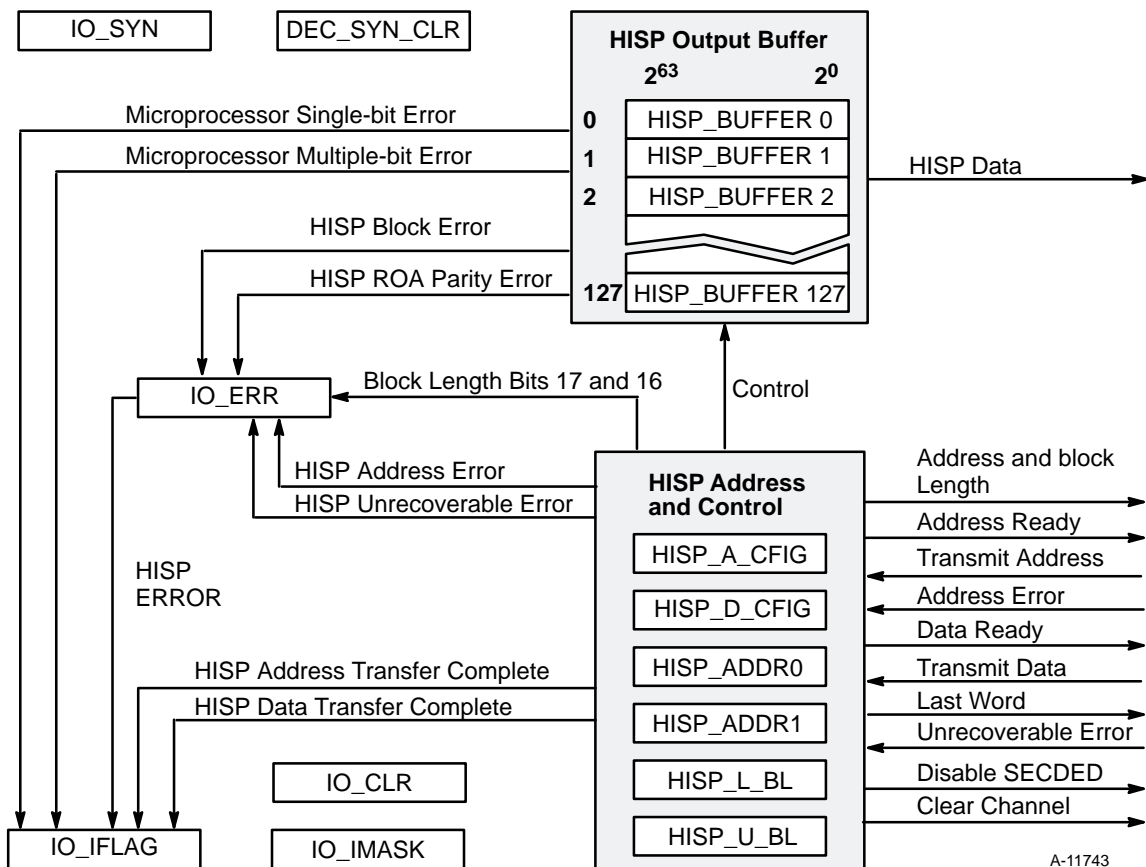 IO_SYN
DEC_SYN_CLR
HISP Output Buffer
2^63 2^0
Microprocessor Single-bit Error
0 HISP_BUFFER 0
Microprocessor Multiple-bit Error
1 HISP_BUFFER 1
HISP Data
2 HISP_BUFFER 2
HISP Block Error
HISP ROA Parity Error
127 HISP_BUFFER 127
IO_ERR
Block Length Bits 17 and 16
Control
HISP Address Error
HISP Unrecoverable Error
HISP Address
and Control
HISP_A_CFIG
HISP_D_CFIG
HISP_ADDR0
HISP_ADDR1
HISP_L_BL
HISP_U_BL
Address and block
Length
Address Ready
Transmit Address
Address Error
Data Ready
Transmit Data
Last Word
Unrecoverable Error
Disable SECDED
Clear Channel
HISP
ERROR
HISP Address Transfer Complete
HISP Data Transfer Complete
IO_CLR
IO_IFLAG
IO_IMASK
A-11743